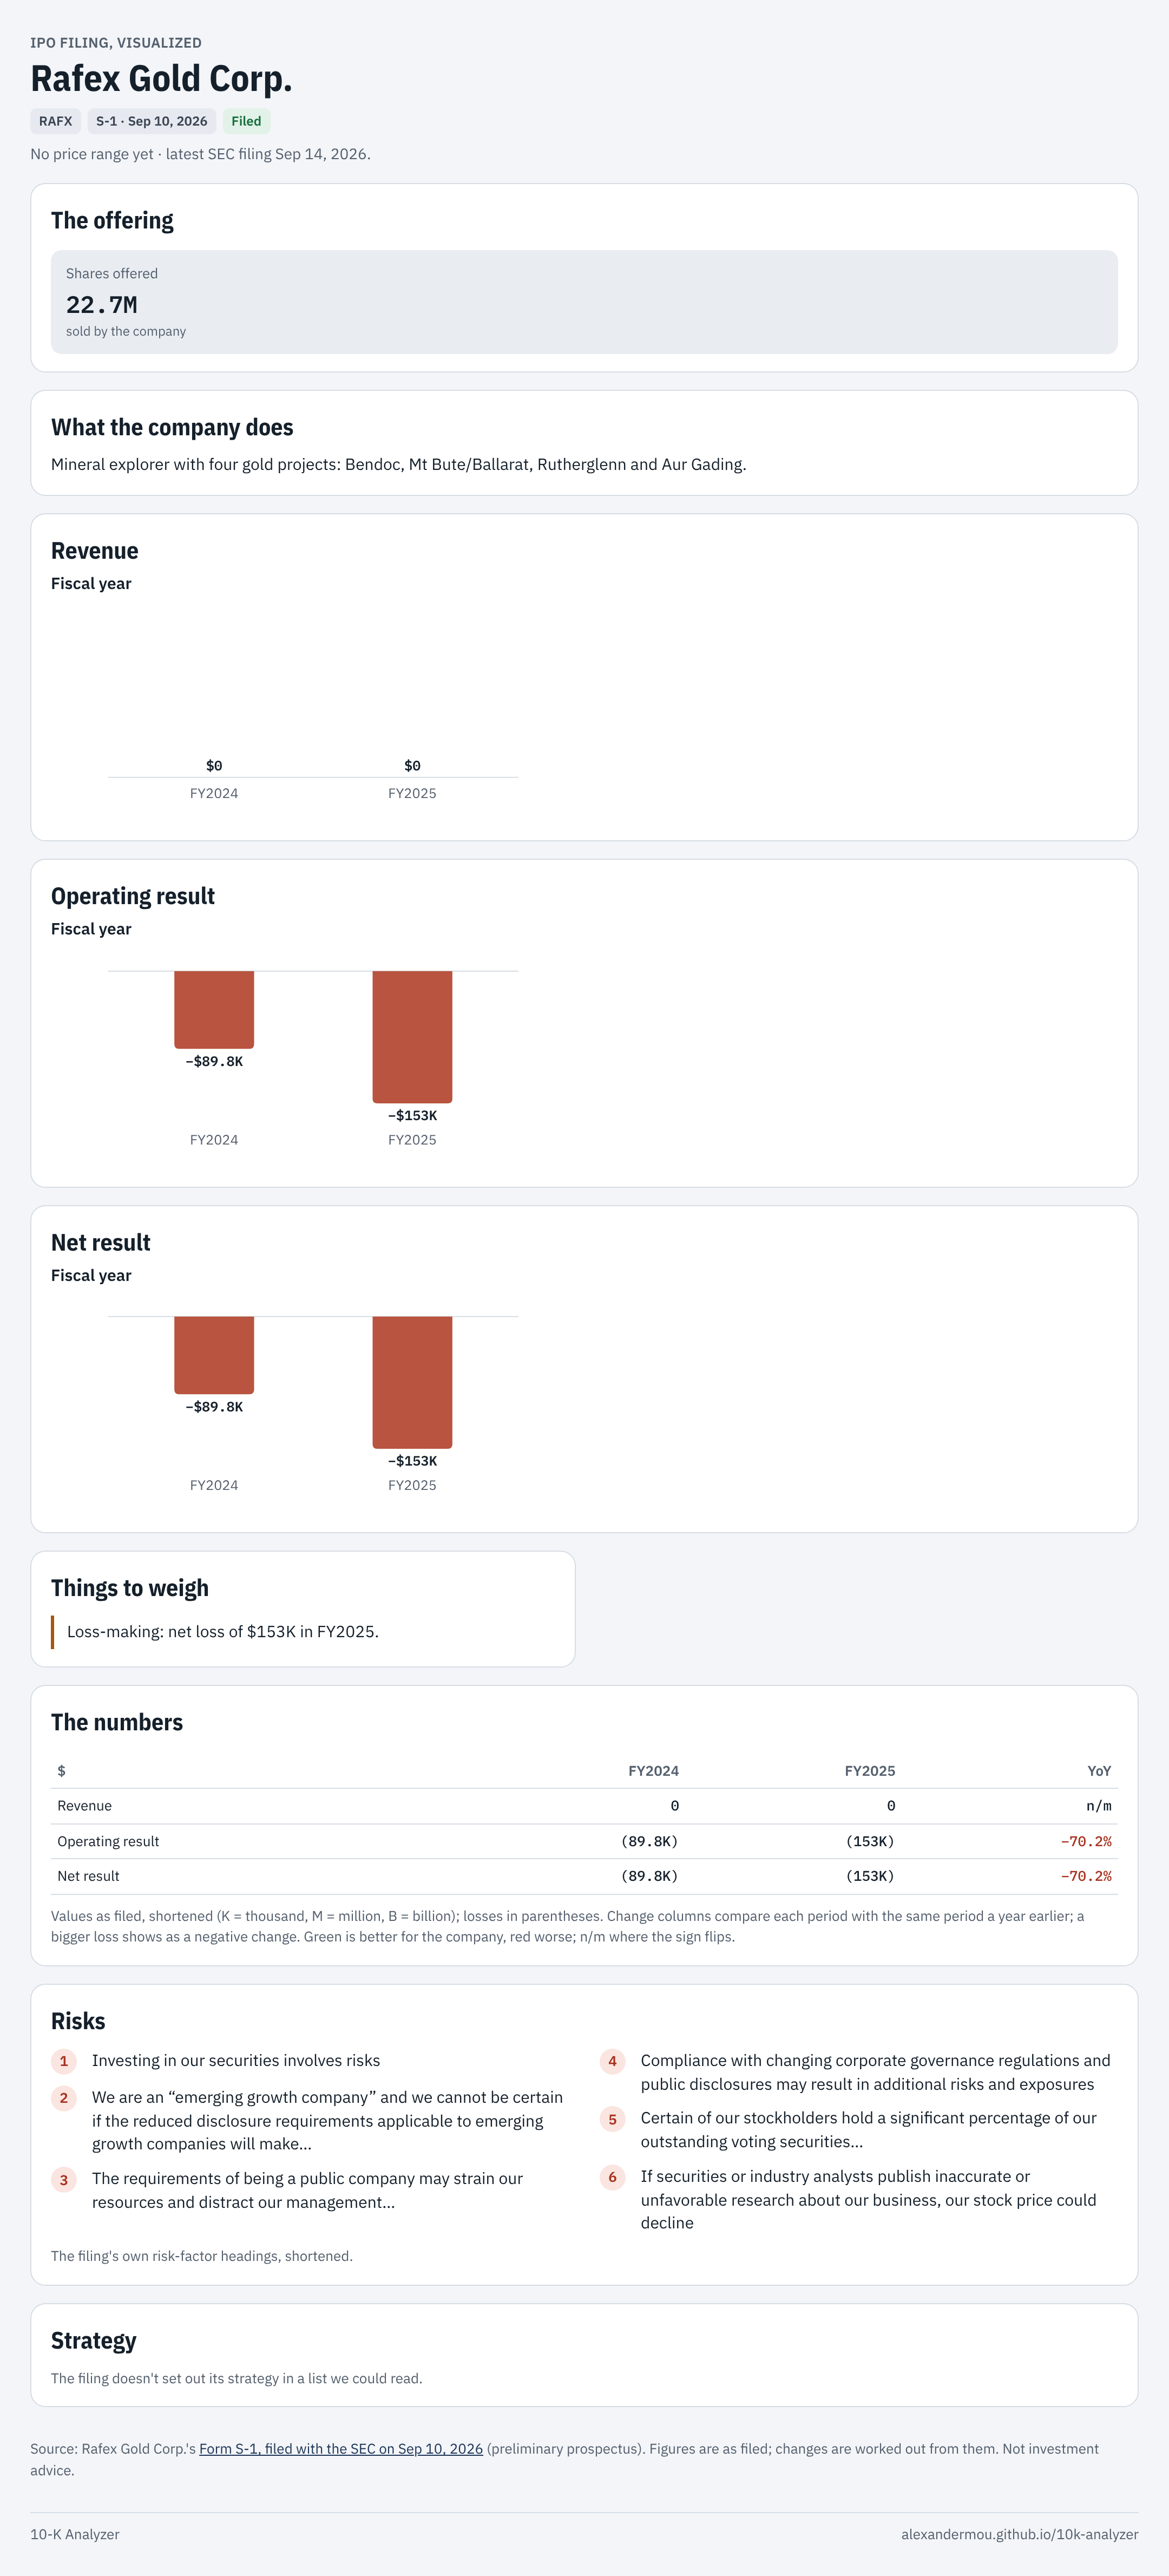 IPO FILING, VISUALIZED
Rafex Gold Corp.
RAFX S-1 · Sep 10, 2026 Filed
No price range yet · latest SEC filing Sep 14, 2026.
The offering
Shares offered
22.7M
sold by the company
What the company does
Mineral explorer with four gold projects: Bendoc, Mt Bute/Ballarat, Rutherglenn and Aur Gading.
Revenue
Fiscal year
$0 $0
FY2024 FY2025
Operating result
Fiscal year
−$89.8K
−$153K
FY2024 FY2025
Net result
Fiscal year
−$89.8K
−$153K
FY2024 FY2025
Things to weigh
Loss-making: net loss of $153K in FY2025.
The numbers
$ FY2024 FY2025 YoY
Revenue 0 0 n/m
Operating result (89.8K) (153K) −70.2%
Net result (89.8K) (153K) −70.2%
Values as filed, shortened (K = thousand, M = million, B = billion); losses in parentheses. Change columns compare each period with the same period a year earlier; a
bigger loss shows as a negative change. Green is better for the company, red worse; n/m where the sign flips.
Risks
1 Investing in our securities involves risks
2 We are an “emerging growth company” and we cannot be certain
if the reduced disclosure requirements applicable to emerging
growth companies will make…
3 The requirements of being a public company may strain our
resources and distract our management…
4 Compliance with changing corporate governance regulations and
public disclosures may result in additional risks and exposures
5 Certain of our stockholders hold a significant percentage of our
outstanding voting securities…
6 If securities or industry analysts publish inaccurate or
unfavorable research about our business, our stock price could
decline
The filing's own risk-factor headings, shortened.
Strategy
The filing doesn't set out its strategy in a list we could read.
Source: Rafex Gold Corp.'s Form S-1, filed with the SEC on Sep 10, 2026 (preliminary prospectus). Figures are as filed; changes are worked out from them. Not investment
advice.
10-K Analyzer alexandermou.github.io/10k-analyzer